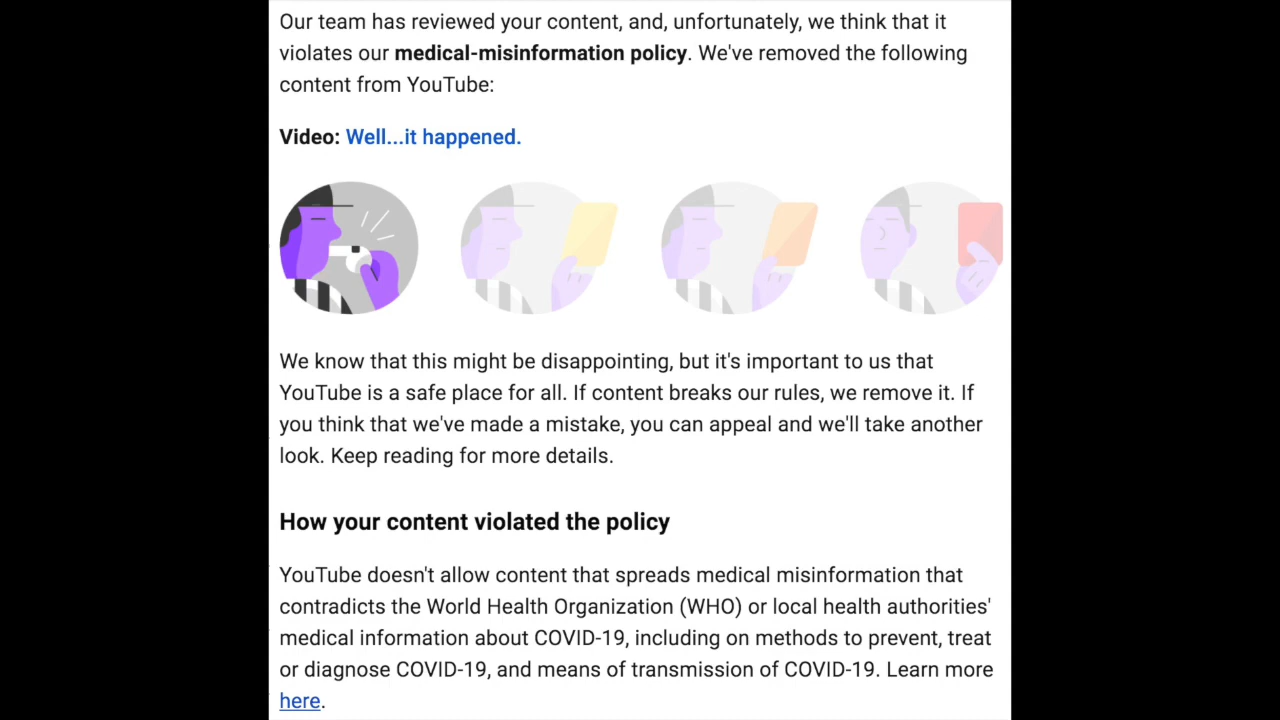 Our team has reviewed your content, and, unfortunately, we think that it
violates our medical-misinformation policy. We've removed the following
content from YouTube:
Video: Well...it happened.
We know that this might be disappointing, but it's important to us that
YouTube is a safe place for all. If content breaks our rules, we remove it. If
you think that we've made a mistake, you can appeal and we'll take another
look. Keep reading for more details.
How your content violated the policy
YouTube doesn't allow content that spreads medical misinformation that
contradicts the World Health Organization (WHO) or local health authorities'
medical information about COVID-19, including on methods to prevent, treat
or diagnose COVID-19, and means of transmission of COVID-19. Learn more
here.